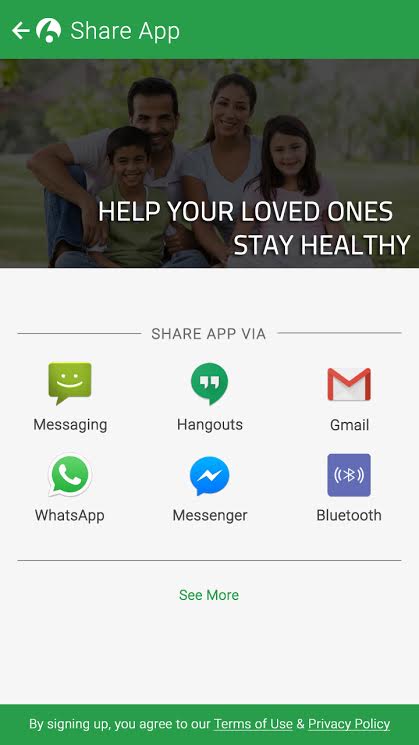 Share App
HELP YOUR LOVED ONES
STAY HEALTHY
SHARE APP VIA
Messaging
Hangouts
Gmail
WhatsApp
Messenger
Bluetooth
See More
By signing up, you agree to our Terms of Use & Privacy Policy